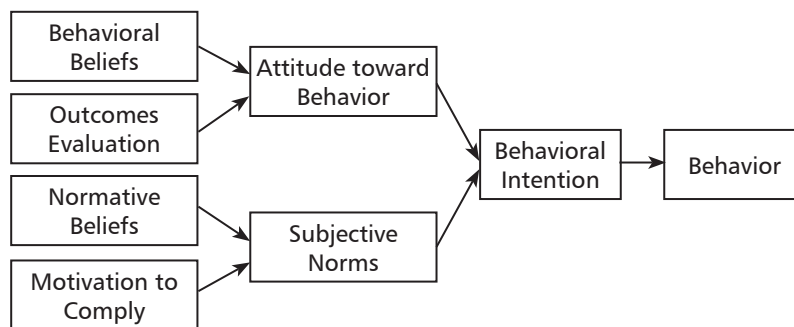 Behavioral
Beliefs
Outcomes
Evaluation
Normative
Beliefs
Motivation to
Comply
Attitude toward
Behavior
Subjective
Norms
Behavioral
Intention
Behavior